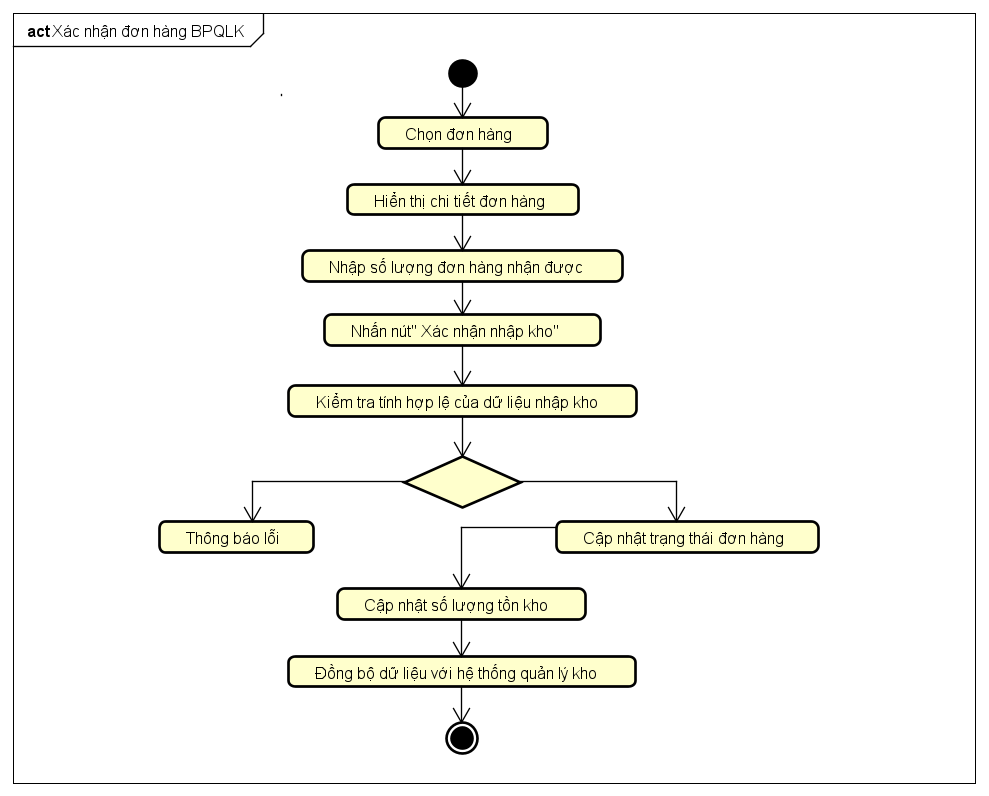 act Xác nhận đơn hàng BPQLK
Chọn đơn hàng
Hiển thị chi tiết đơn hàng
Nhập số lượng đơn hàng nhận được
Nhấn nút" Xác nhận nhập kho"
Kiểm tra tính hợp lệ của dữ liệu nhập kho
Thông báo lỗi
Cập nhật trạng thái đơn hàng
Cập nhật số lượng tồn kho
Đồng bộ dữ liệu với hệ thống quản lý kho